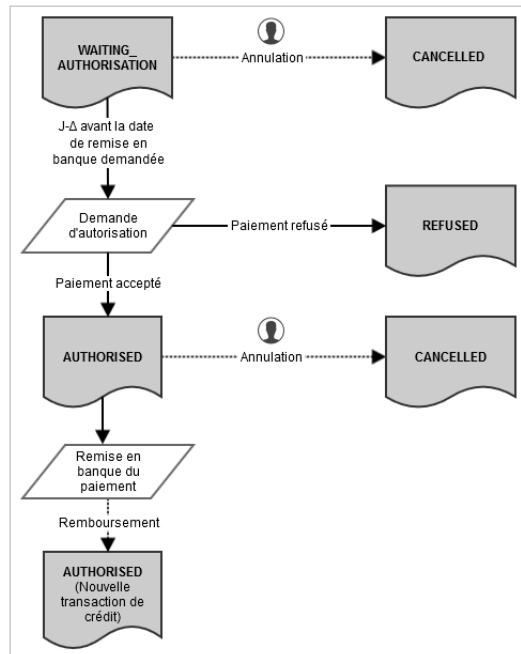 WAITING_
AUTHORISATION
Annulation
CANCELLED
J-Δ avant la date
de remise en
banque demandée
Demande
d'autorisation
Paiement refusé
REFUSED
Paiement accepté
AUTHORISED
Annulation
CANCELLED
Remise en
banque du
paiement
Remboursement
AUTHORISED
(Nouvelle
transaction de
crédit)